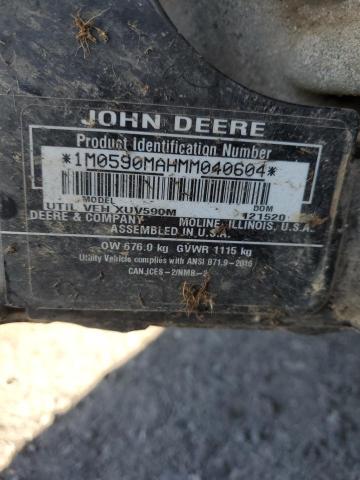 JOHN DEERE
Product Identification Number
*1M0590MAHMM040604*
MODEL DOM
UTIL VEH XUV590M 121520
DEERE & COMPANY MOLINE, ILLINOIS, U.S.A.
ASSEMBLED IN U.S.A.
OW 676.0 kg GVWR 1115 kg
Utility Vehicle complies with ANSI B71.9-2016
CAN ICES-2/NMB-2